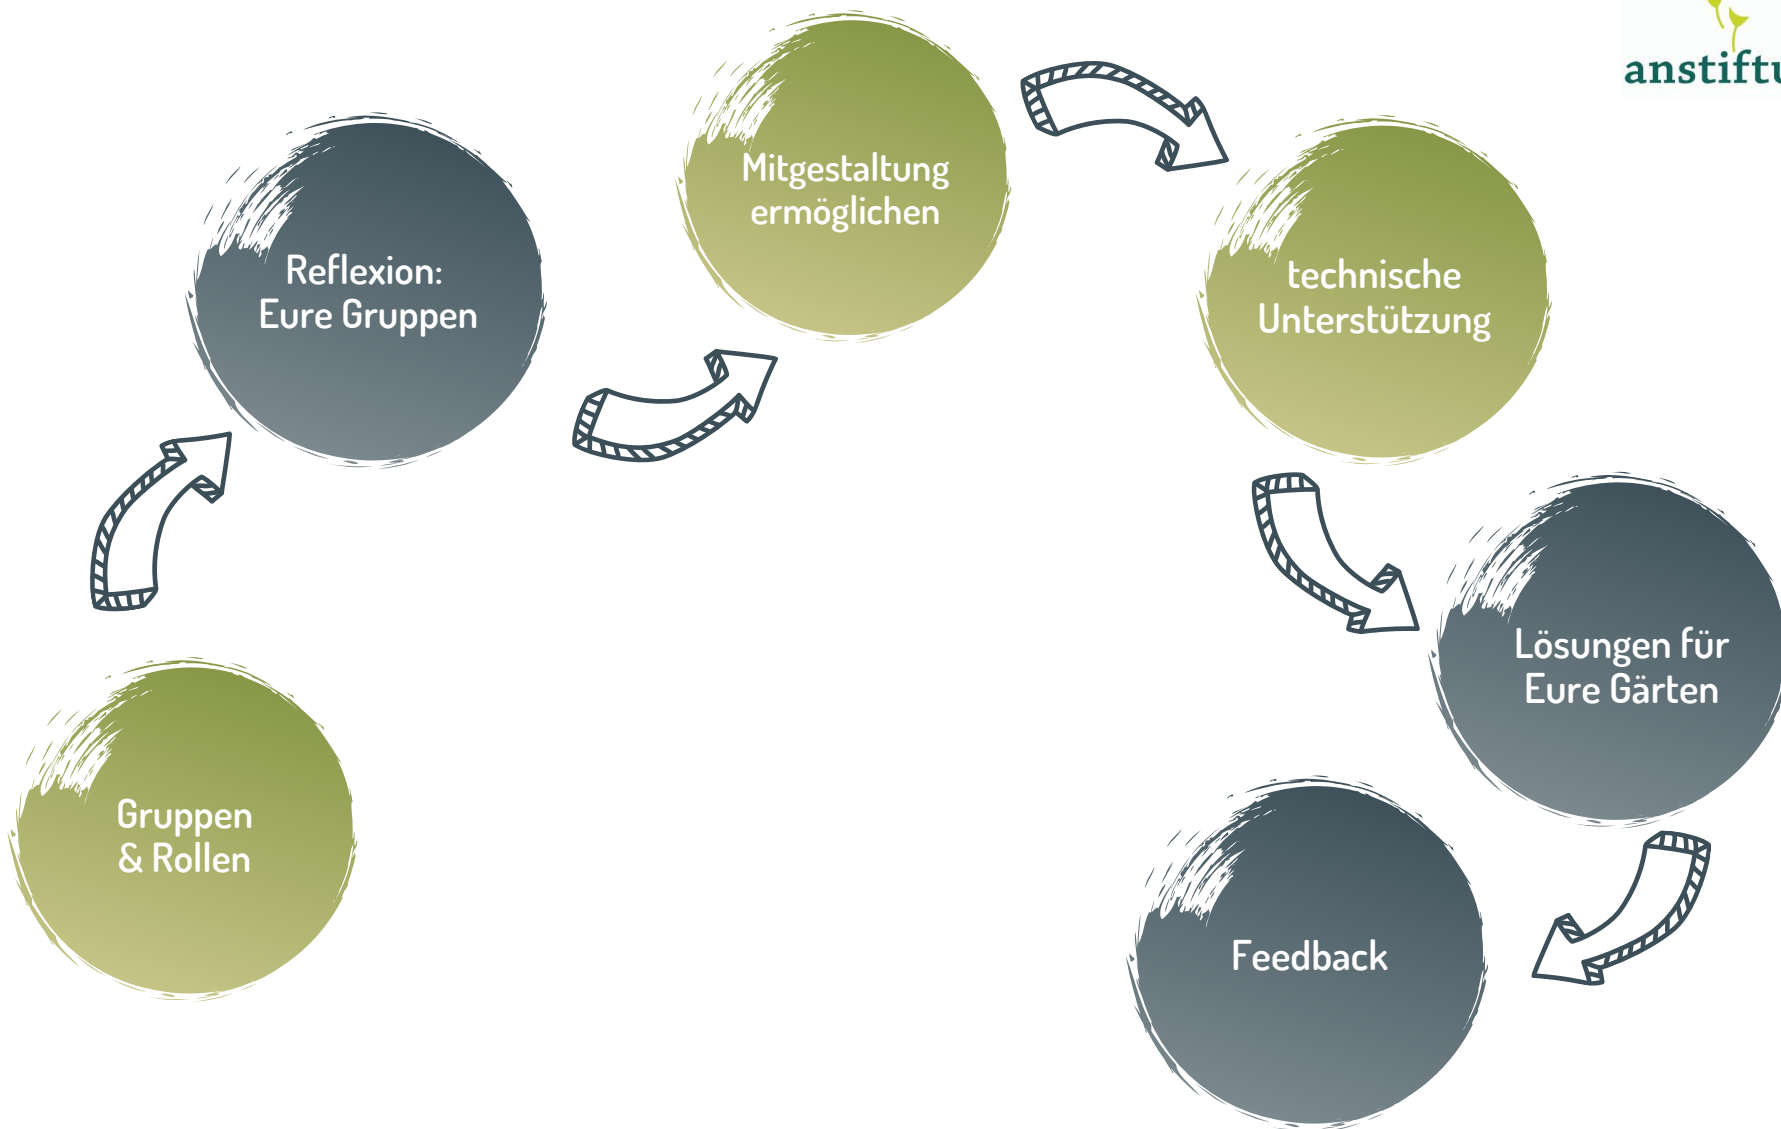 Gruppen
& Rollen
Reflexion:
Eure Gruppen
Mitgestaltung
ermöglichen
technische
Unterstützung
Lösungen für
Eure Gärten
Feedback